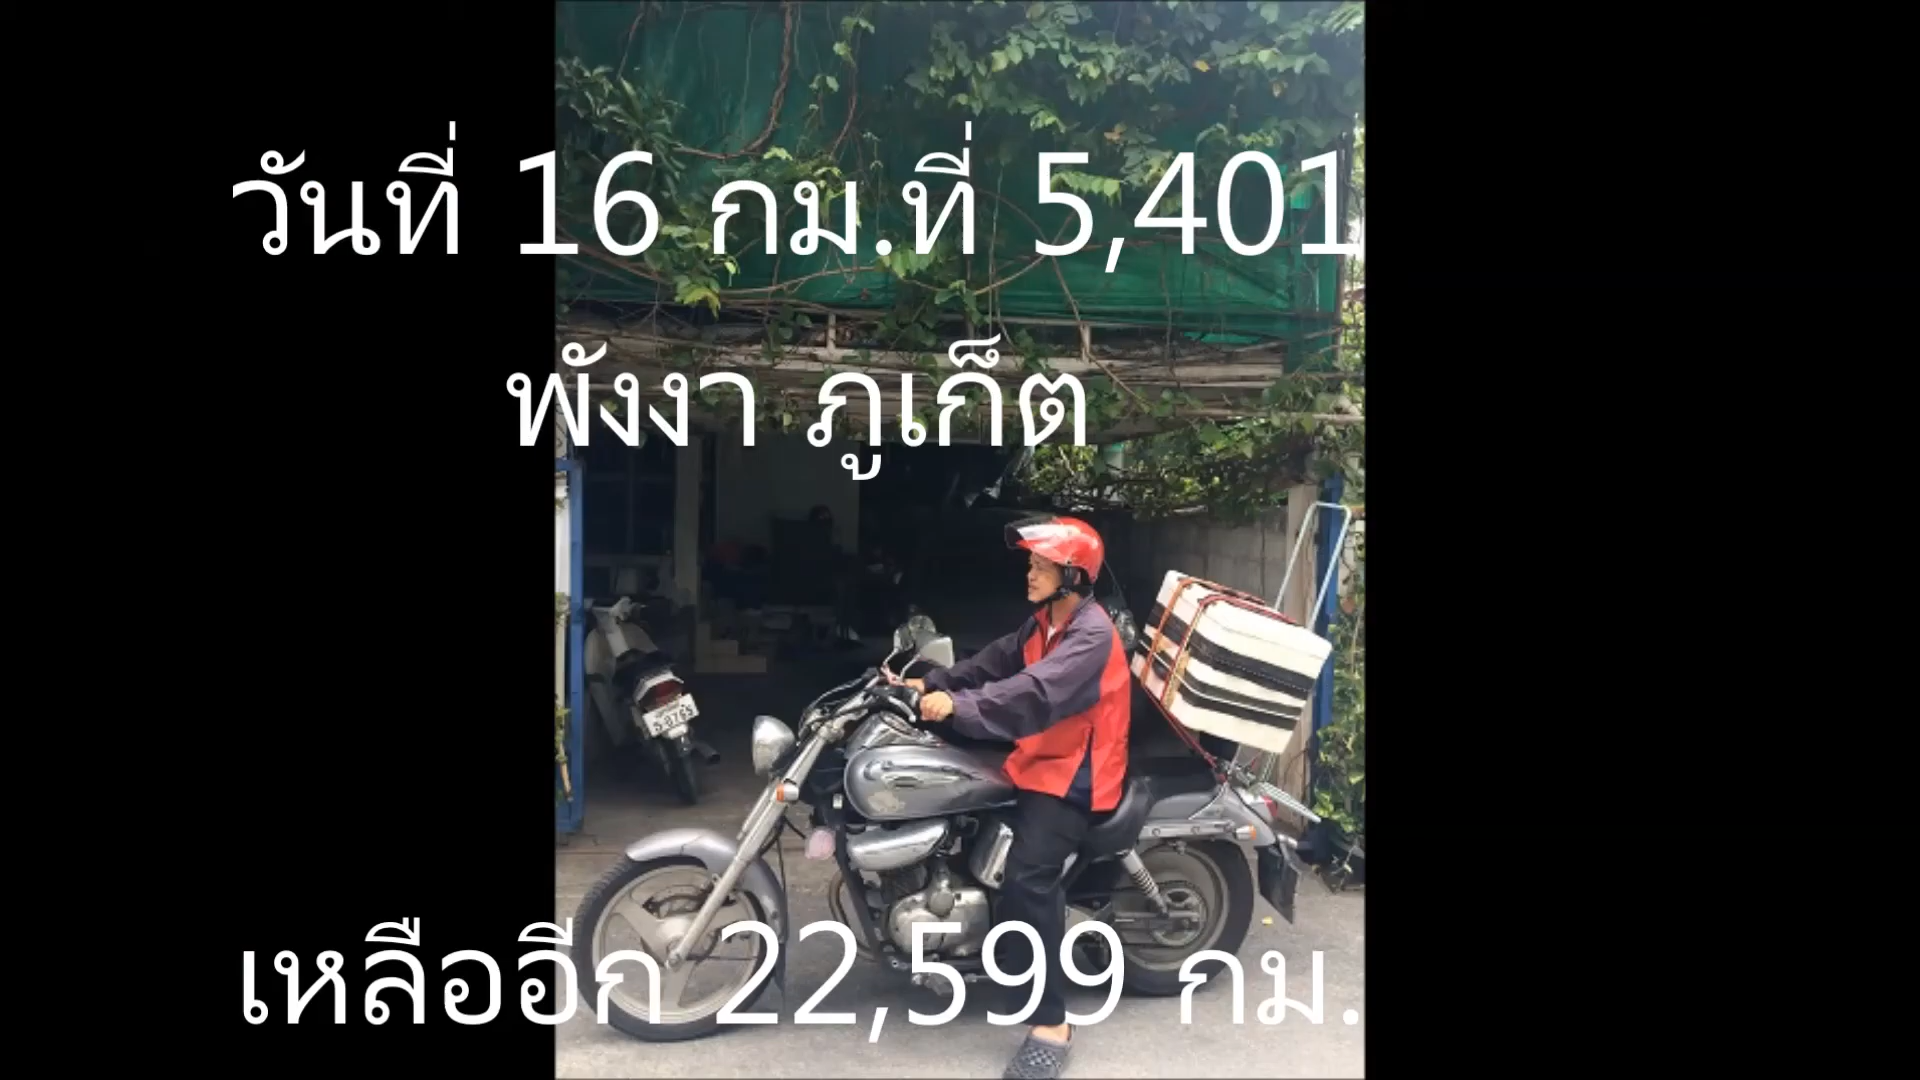 วันที่ 16 กม.ที่ 5,401
พังงา ภูเก็ต
เหลืออีก 22,599 กม.